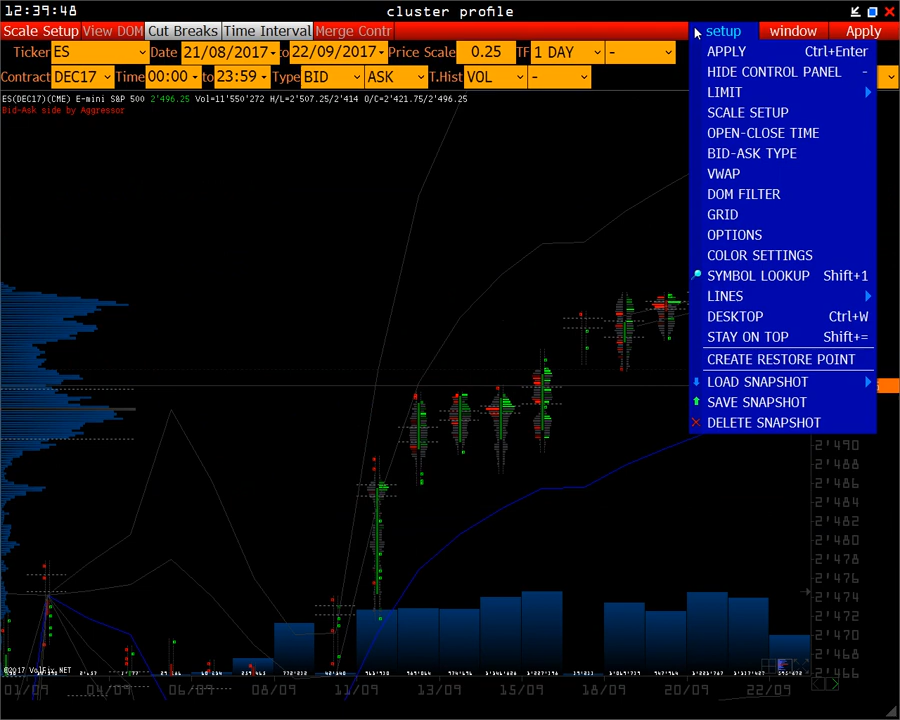 12:39:48 cluster profile
Scale Setup View DOM Cut Breaks Time Interval Merge Contr setup window Apply
Ticker ES Date 21/08/2017 to 22/09/2017 Price Scale 0.25 TF 1 DAY -
Contract DEC17 Time 00:00 to 23:59 Type BID ASK T.Hist VOL -
ES(DEC17)(CME) E-mini S&P 500 2'496.25 Vol=11'550'272 H/L=2'507.25/2'414 O/C=2'421.75/2'496.25
Bid-Ask side by Aggressor
APPLY Ctrl+Enter
HIDE CONTROL PANEL -
LIMIT
SCALE SETUP
OPEN-CLOSE TIME
BID-ASK TYPE
VWAP
DOM FILTER
GRID
OPTIONS
COLOR SETTINGS
SYMBOL LOOKUP Shift+1
LINES
DESKTOP Ctrl+W
STAY ON TOP Shift+=
CREATE RESTORE POINT
LOAD SNAPSHOT
SAVE SNAPSHOT
DELETE SNAPSHOT
2'490
2'488
2'486
2'484
2'482
2'480
2'478
2'476
2'474
2'472
2'470
2'468
2'466
©2017 VolFix.NET
01/09 04/09 06/09 08/09 11/09 13/09 15/09 18/09 20/09 22/09